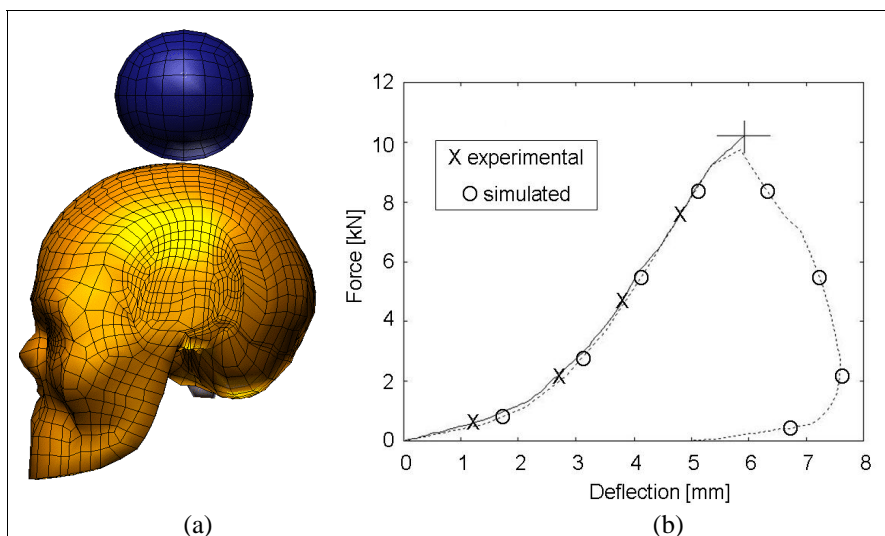 12
10
8
6
4
2
0
Force [kN]
X experimental
O simulated
0 1 2 3 4 5 6 7 8
Deflection [mm]
(a)
(b)